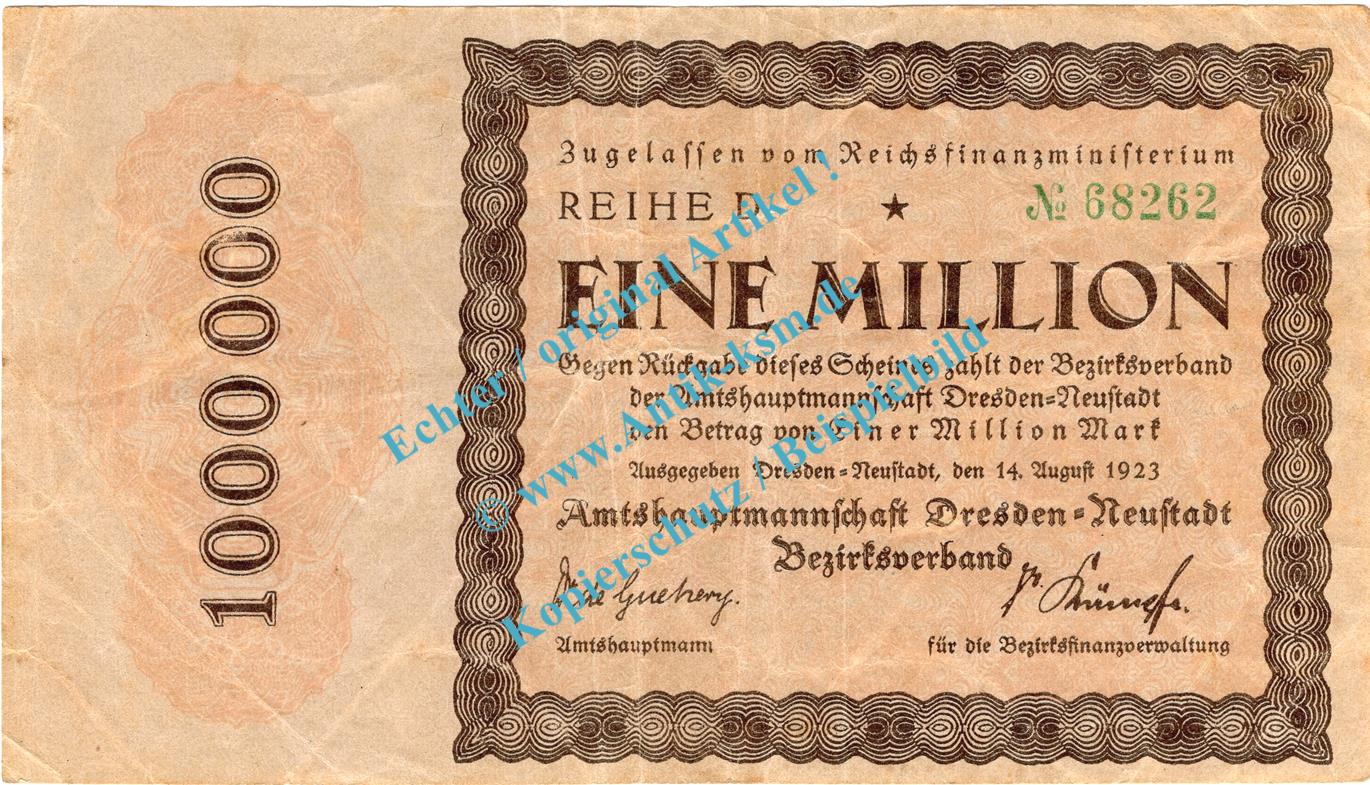 1000000
Zugelassen vom Reichsfinanzministerium
REIHE D ★ № 68262
EINE MILLION
Gegen Rückgabe dieses Scheines zahlt der Bezirksverband
der Amtshauptmannschaft Dresden=Neustadt
den Betrag von Einer Million Mark
Ausgegeben Dresden=Neustadt, den 14. August 1923
Amtshauptmannschaft Dresden=Neustadt
Bezirksverband
Amtshauptmann
für die Bezirksfinanzverwaltung
Echter / original Artikel !
© www.Antik-ksm.de
Kopierschutz / Beispielbild